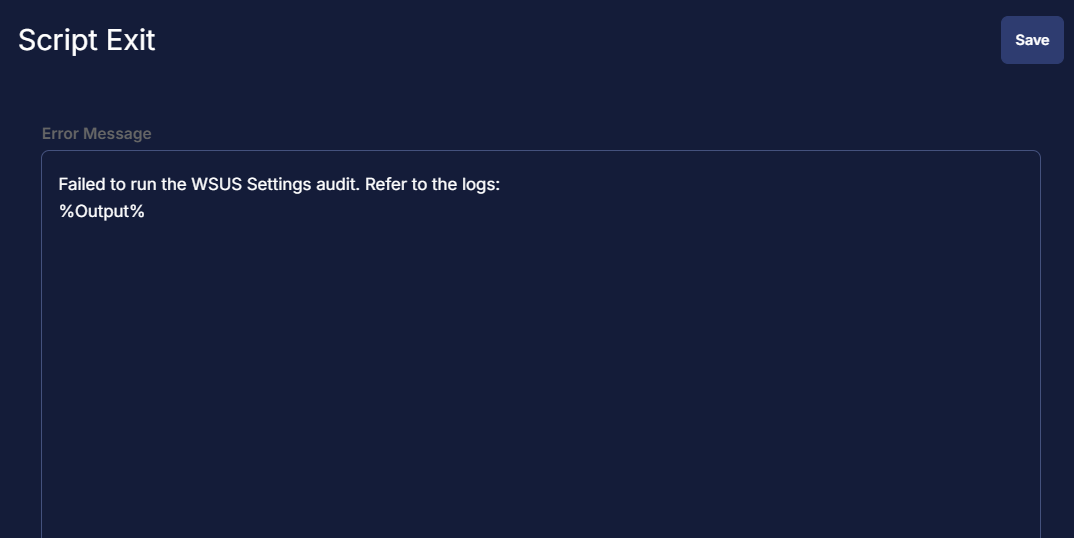 Script Exit
Save
Error Message
Failed to run the WSUS Settings audit. Refer to the logs:
%Output%